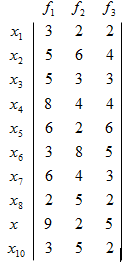 f₁ f₂ f₃
x₁ 3 2 2
x₂ 5 6 4
x₃ 5 3 3
x₄ 8 4 4
x₅ 6 2 6
x₆ 3 8 5
x₇ 6 4 3
x₈ 2 5 2
x 9 2 5
x₁₀ 3 5 2